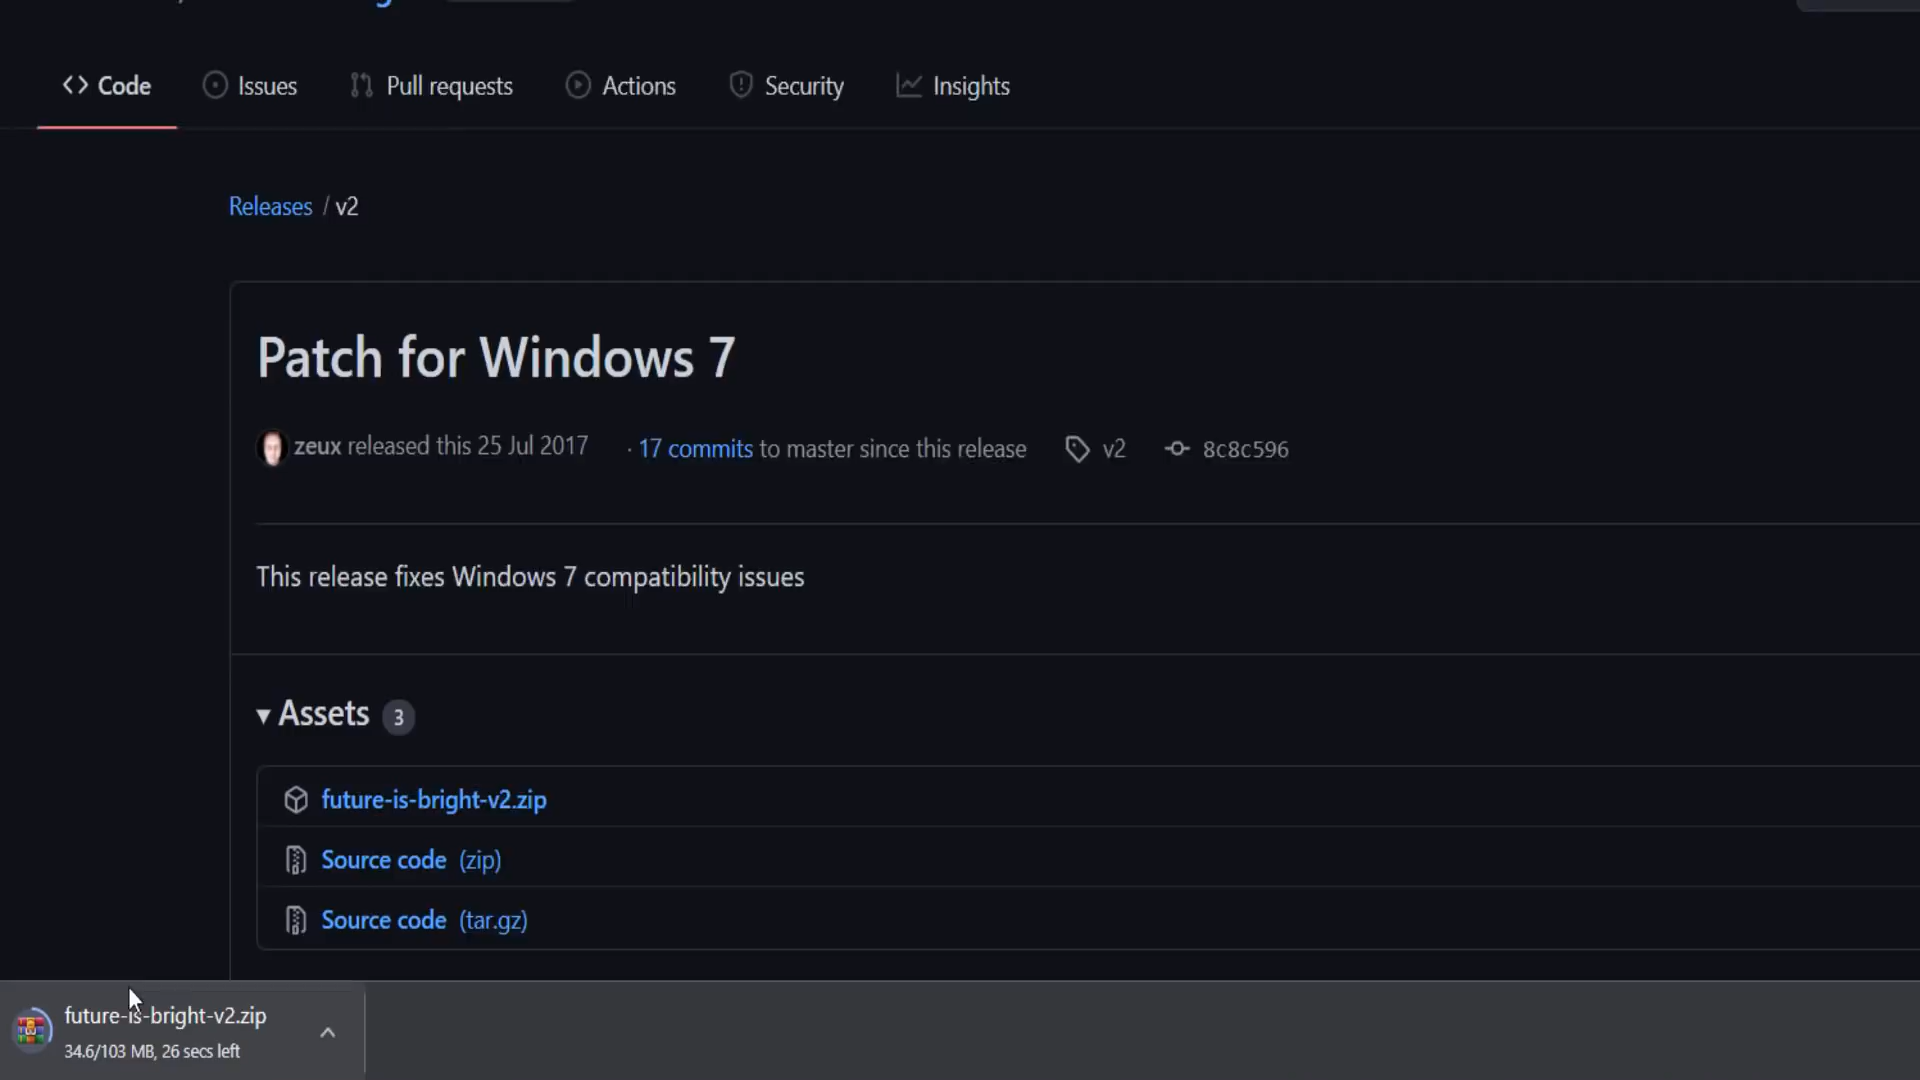 Code Issues Pull requests Actions Security Insights
Releases / v2
Patch for Windows 7
zeux released this 25 Jul 2017 · 17 commits to master since this release v2 8c8c596
This release fixes Windows 7 compatibility issues
▾ Assets 3
future-is-bright-v2.zip
Source code (zip)
Source code (tar.gz)
future-is-bright-v2.zip
34.6/103 MB, 26 secs left